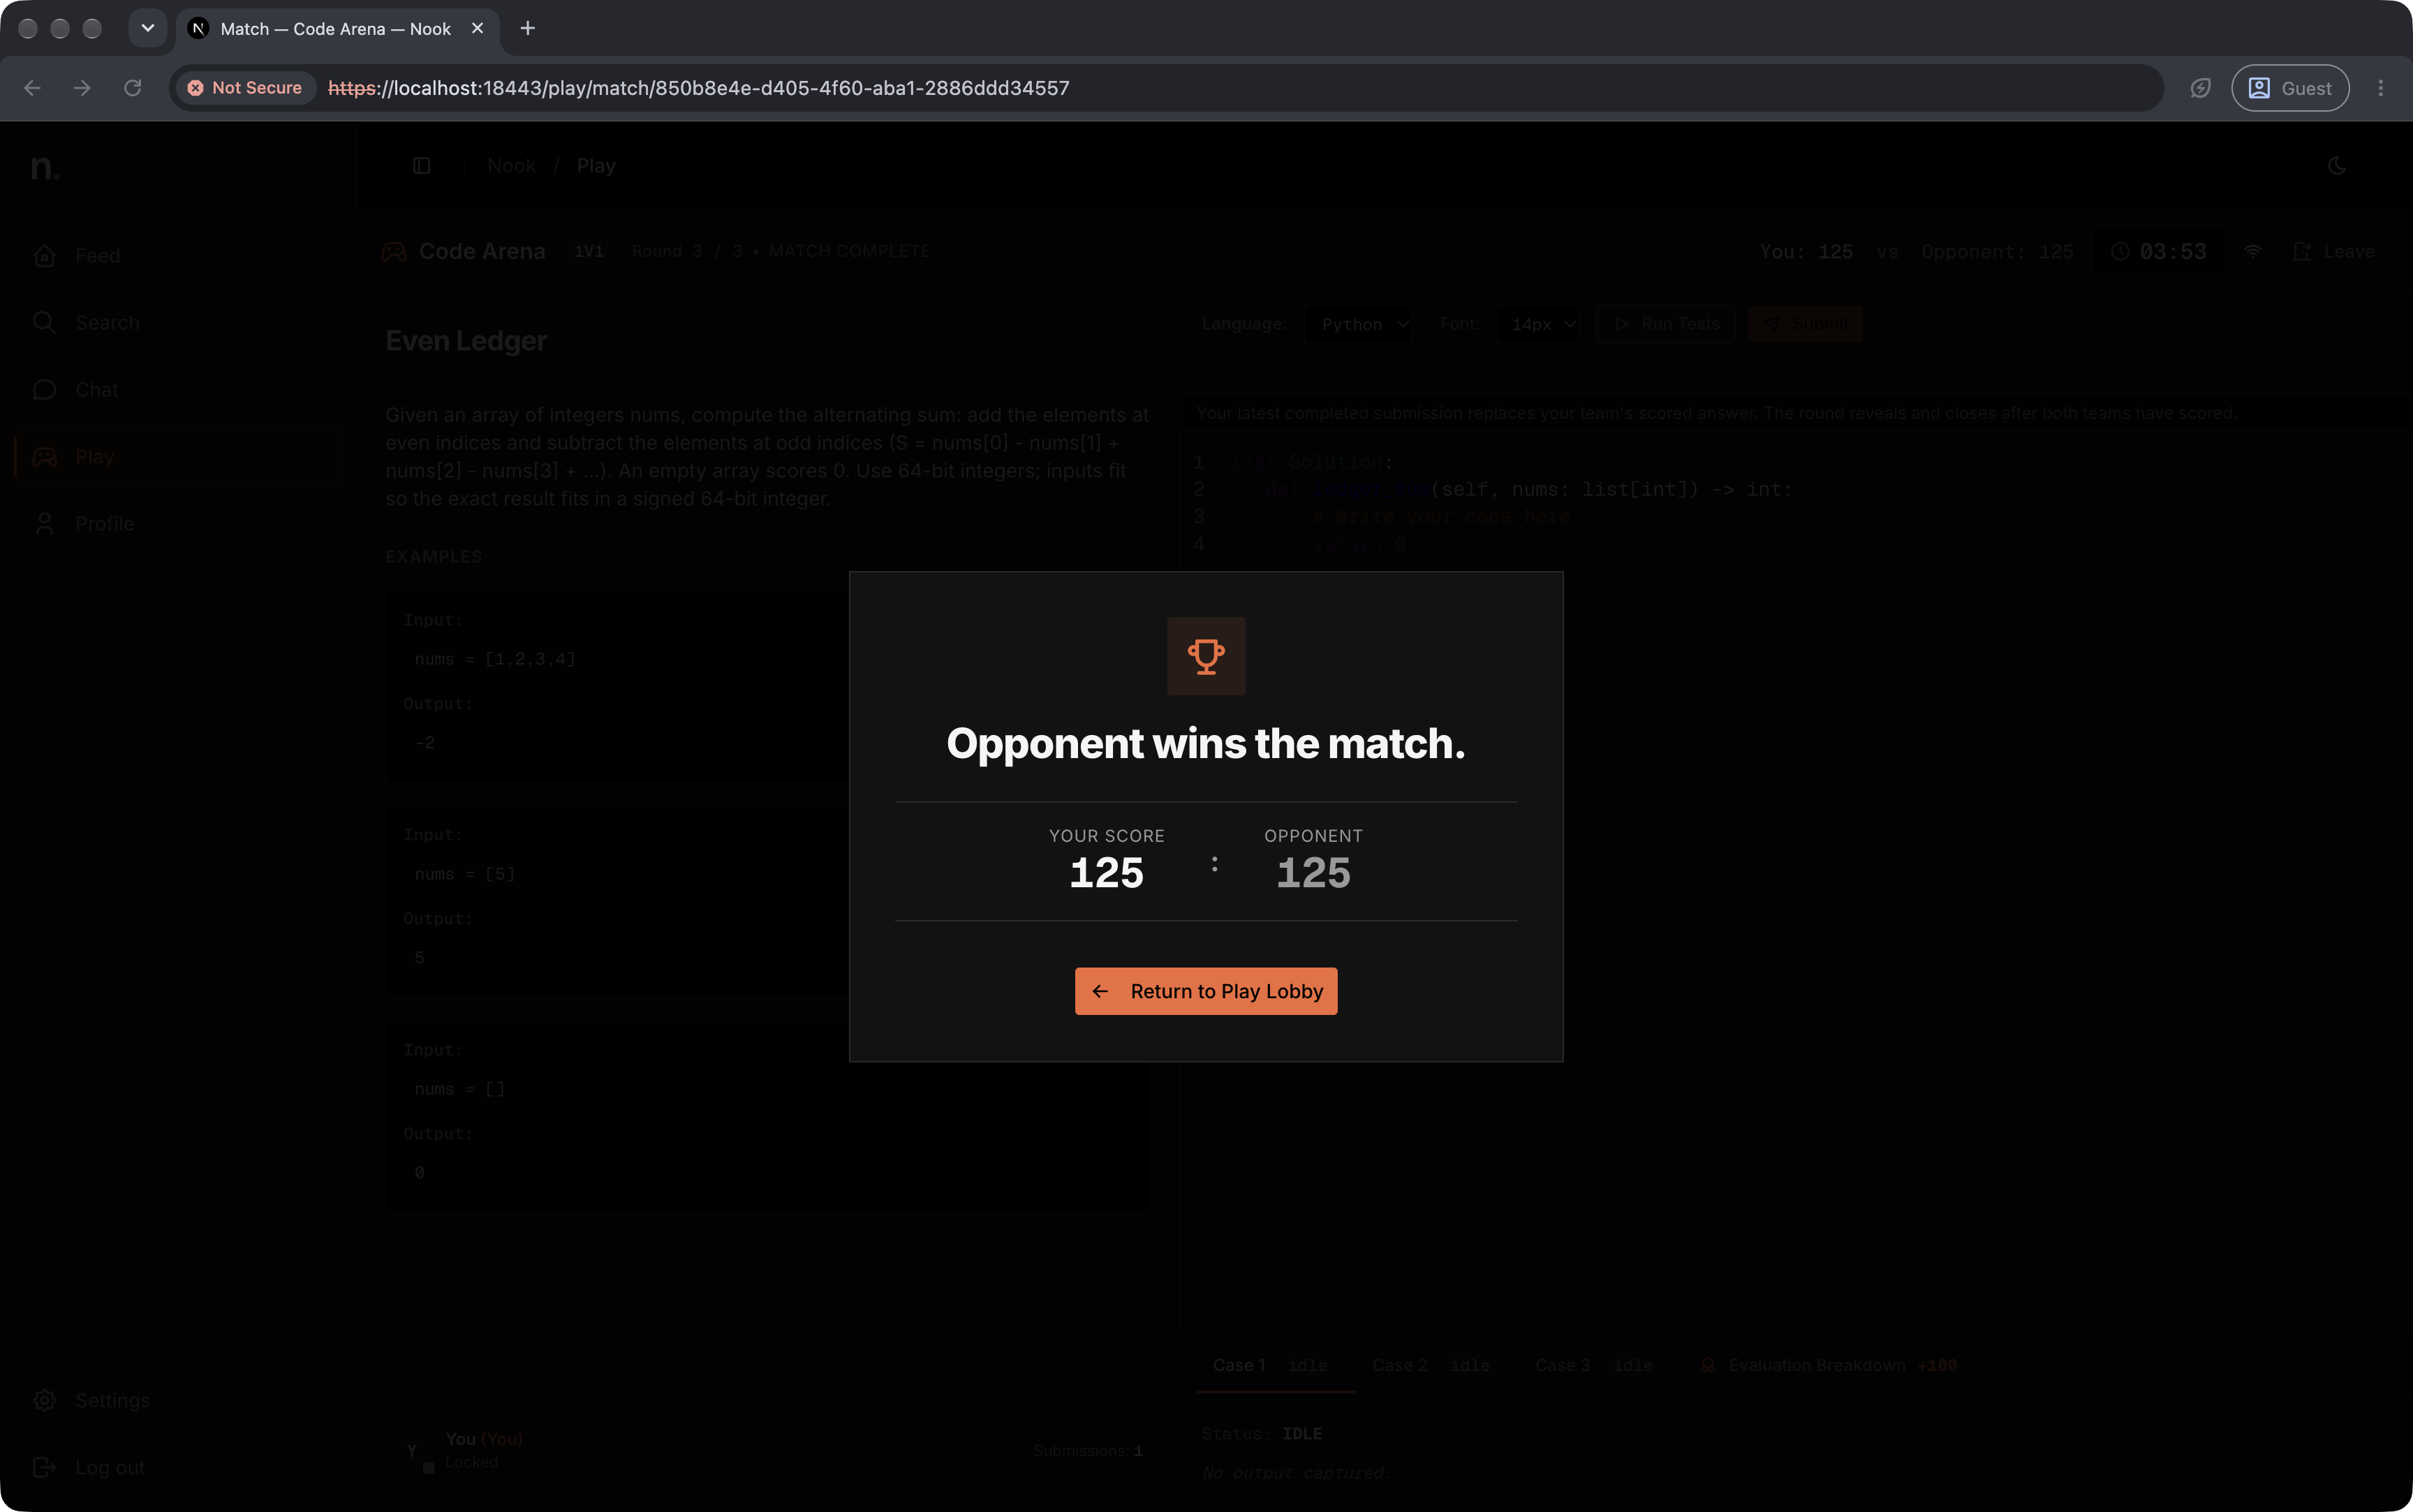 Match — Code Arena — Nook
Not Secure
https://localhost:18443/play/match/850b8e4e-d405-4f60-aba1-2886ddd34557
Guest
n.
Nook / Play
Feed
Search
Chat
Play
Profile
Settings
Log out
Code Arena 1V1 Round 3 / 3 • MATCH COMPLETE
You: 125 vs Opponent: 125 03:53 Leave
Even Ledger
Given an array of integers nums, compute the alternating sum: add the elements at
even indices and subtract the elements at odd indices (S = nums[0] - nums[1] +
nums[2] - nums[3] + ...). An empty array scores 0. Use 64-bit integers; inputs fit
so the exact result fits in a signed 64-bit integer.
EXAMPLES
Input:
nums = [1,2,3,4]
Output:
-2
Input:
nums = [5]
Output:
5
Input:
nums = []
Output:
0
You (You)
Y
Locked
Submissions: 1
Language: Python Font: 14px Run Tests Submit
Your latest completed submission replaces your team's scored answer. The round reveals and closes after both teams have scored.
1 class Solution:
2 def (self, nums: list[int]) -> int:
3 # Write your code here
4 return 0
Opponent wins the match.
YOUR SCORE
125
:
OPPONENT
125
Return to Play Lobby
Case 1 idle Case 2 idle Case 3 idle Evaluation Breakdown +100
Status: IDLE
No output captured.